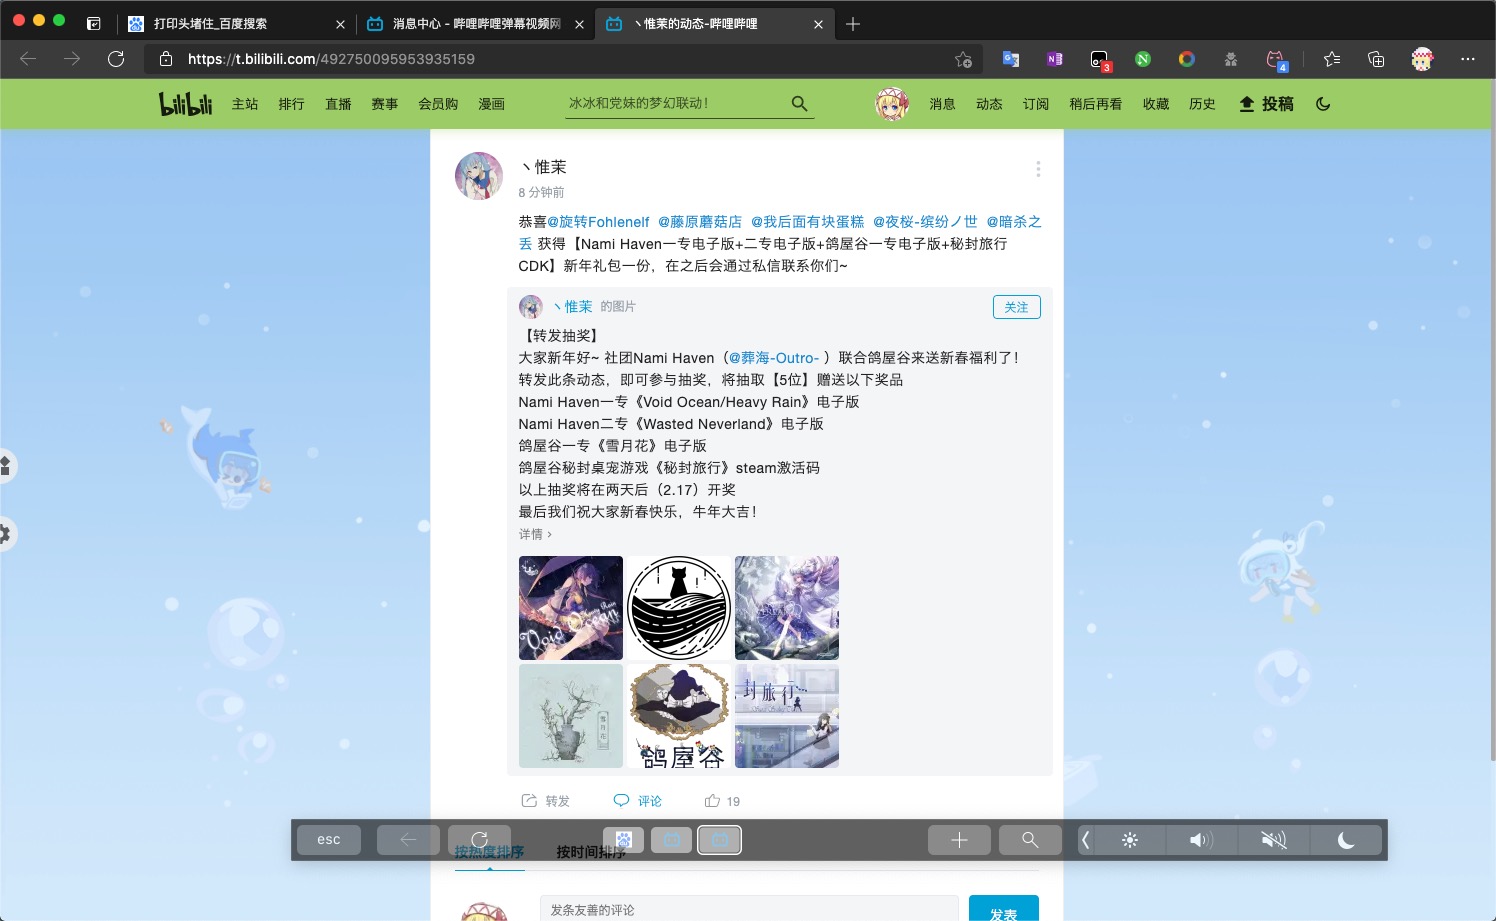 打印头堵住_百度搜索
消息中心 - 哔哩哔哩弹幕视频网
丶惟茉的动态-哔哩哔哩
https://t.bilibili.com/492750095953935159
3
4
bilibili 主站 排行 直播 赛事 会员购 漫画 冰冰和党妹的梦幻联动！ 消息 动态 订阅 稍后再看 收藏 历史 投稿
丶惟茉
8 分钟前
恭喜@旋转Fohlenelf @藤原蘑菇店 @我后面有块蛋糕 @夜桜-缤纷ノ世 @暗杀之
丢 获得【Nami Haven一专电子版+二专电子版+鸽屋谷一专电子版+秘封旅行
CDK】新年礼包一份，在之后会通过私信联系你们~
丶惟茉 的图片 关注
【转发抽奖】
大家新年好~ 社团Nami Haven（@葬海-Outro- ）联合鸽屋谷来送新春福利了！
转发此条动态，即可参与抽奖，将抽取【5位】赠送以下奖品
Nami Haven一专《Void Ocean/Heavy Rain》电子版
Nami Haven二专《Wasted Neverland》电子版
鸽屋谷一专《雪月花》电子版
鸽屋谷秘封桌宠游戏《秘封旅行》steam激活码
以上抽奖将在两天后（2.17）开奖
最后我们祝大家新春快乐，牛年大吉！
详情 ›
Heavy Rain
Void Ocean
雪月花
鸽屋谷
封旅行
转发 评论 19
esc
按热度排序 按时间排序
发条友善的评论
发表